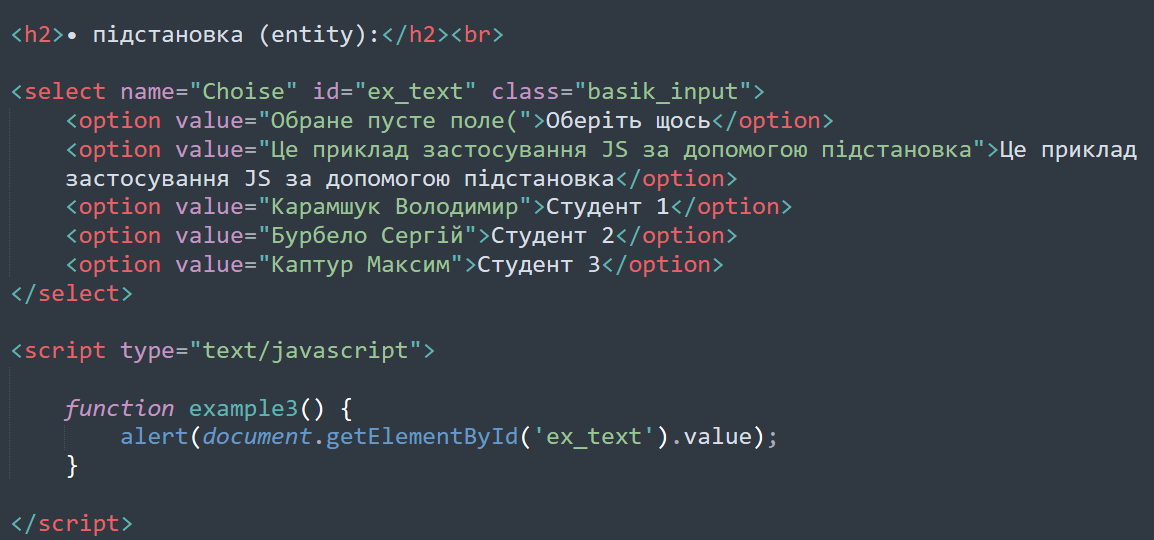 <h2>• підстановка (entity):</h2><br>
<select name="Choise" id="ex_text" class="basik_input">
<option value="Обране пусте поле(">Оберіть щось</option>
<option value="Це приклад застосування JS за допомогою підстановка">Це приклад
застосування JS за допомогою підстановка</option>
<option value="Карамшук Володимир">Студент 1</option>
<option value="Бурбело Сергій">Студент 2</option>
<option value="Каптур Максим">Студент 3</option>
</select>
<script type="text/javascript">
function example3() {
alert(document.getElementById('ex_text').value);
}
</script>